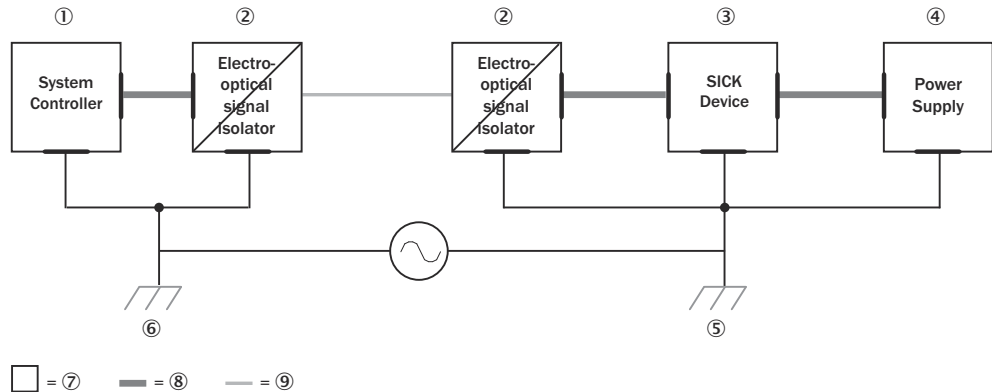 ① ② ② ③ ④
System
Controller
Electro-
optical
signal
isolator
Electro-
optical
signal
isolator
SICK
Device
Power
Supply
⑥ ⑤
= ⑦ = ⑧ = ⑨